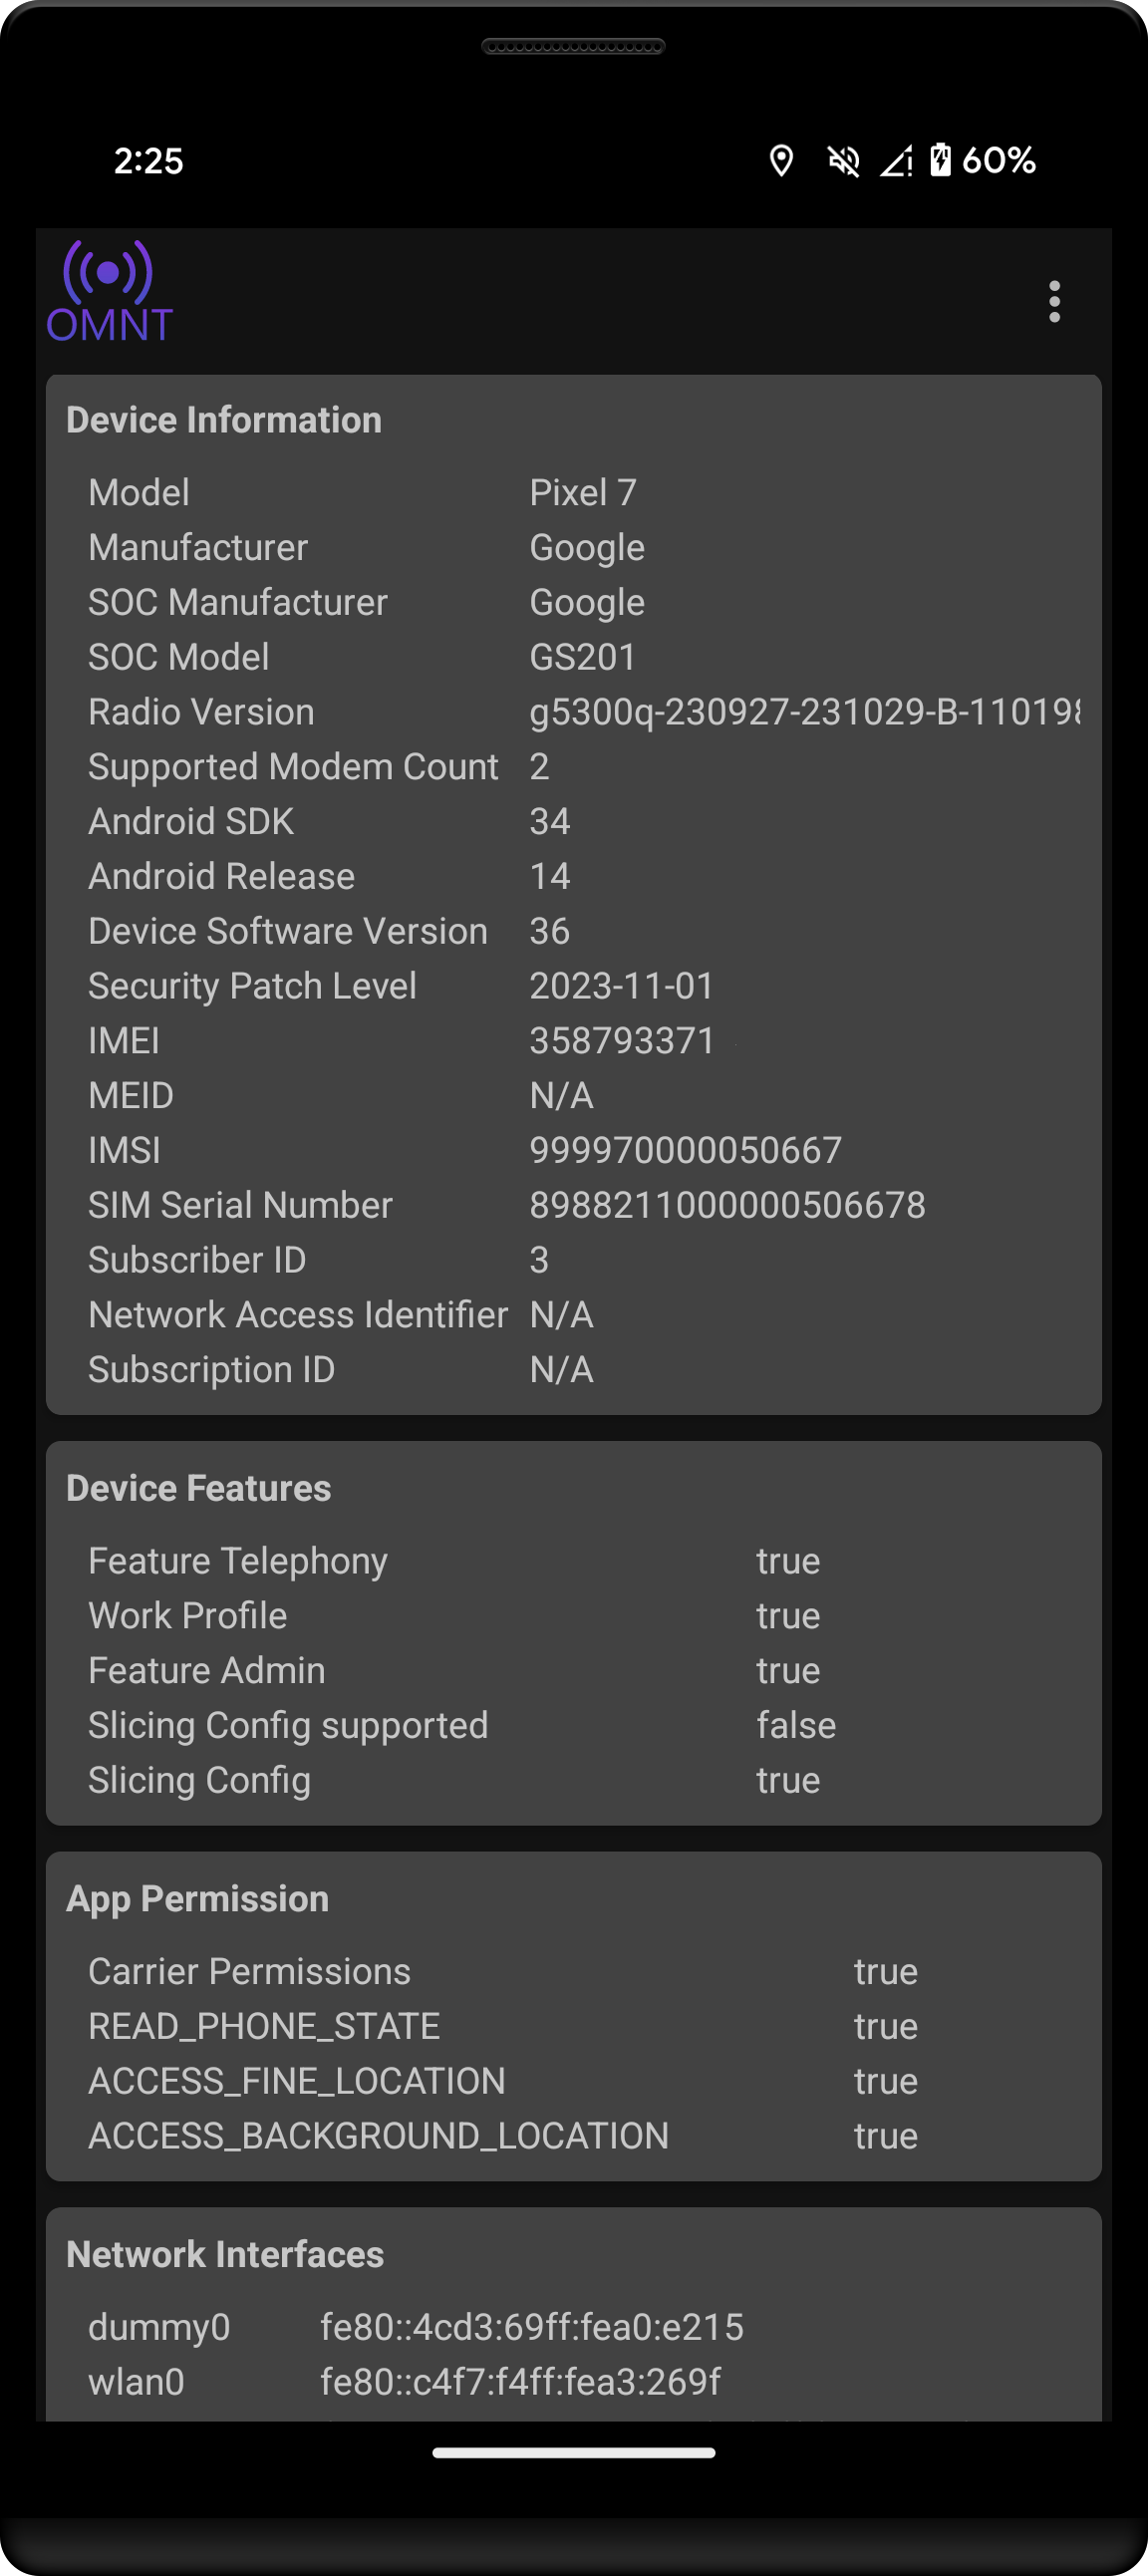 2:25 60%
OMNT
Device Information
Model Pixel 7
Manufacturer Google
SOC Manufacturer Google
SOC Model GS201
Radio Version g5300q-230927-231029-B-11019
Supported Modem Count 2
Android SDK 34
Android Release 14
Device Software Version 36
Security Patch Level 2023-11-01
IMEI 358793371
MEID N/A
IMSI 999970000050667
SIM Serial Number 8988211000000506678
Subscriber ID 3
Network Access Identifier N/A
Subscription ID N/A
Device Features
Feature Telephony true
Work Profile true
Feature Admin true
Slicing Config supported false
Slicing Config true
App Permission
Carrier Permissions true
READ_PHONE_STATE true
ACCESS_FINE_LOCATION true
ACCESS_BACKGROUND_LOCATION true
Network Interfaces
dummy0 fe80::4cd3:69ff:fea0:e215
wlan0 fe80::c4f7:f4ff:fea3:269f